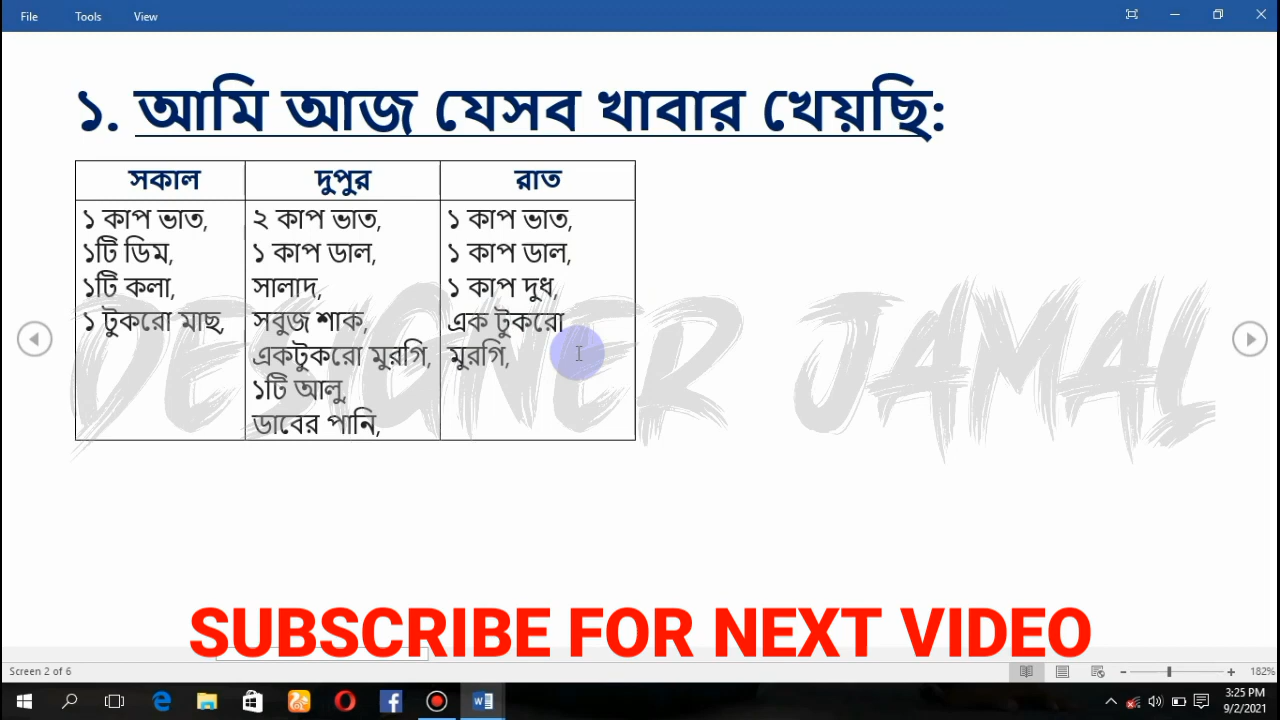 File Tools View
১. আমি আজ যেসব খাবার খেয়ছি:
সকাল দুপুর রাত
১ কাপ ভাত,
১টি ডিম,
১টি কলা,
১ টুকরো মাছ,
২ কাপ ভাত,
১ কাপ ডাল,
সালাদ,
সবুজ শাক,
একটুকরো মুরগি,
১টি আলু,
ডাবের পানি,
১ কাপ ভাত,
১ কাপ ডাল,
১ কাপ দুধ,
এক টুকরো
মুরগি,
DESIGNER JAMAL
SUBSCRIBE FOR NEXT VIDEO
Screen 2 of 6
182%
3:25 PM
9/2/2021